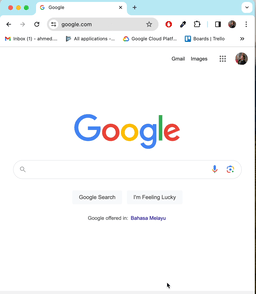 Google
google.com
Inbox (1) - ahmed....
All applications -...
Google Cloud Platf...
Boards | Trello
Gmail Images
Google
Google Search I'm Feeling Lucky
Google offered in: Bahasa Melayu